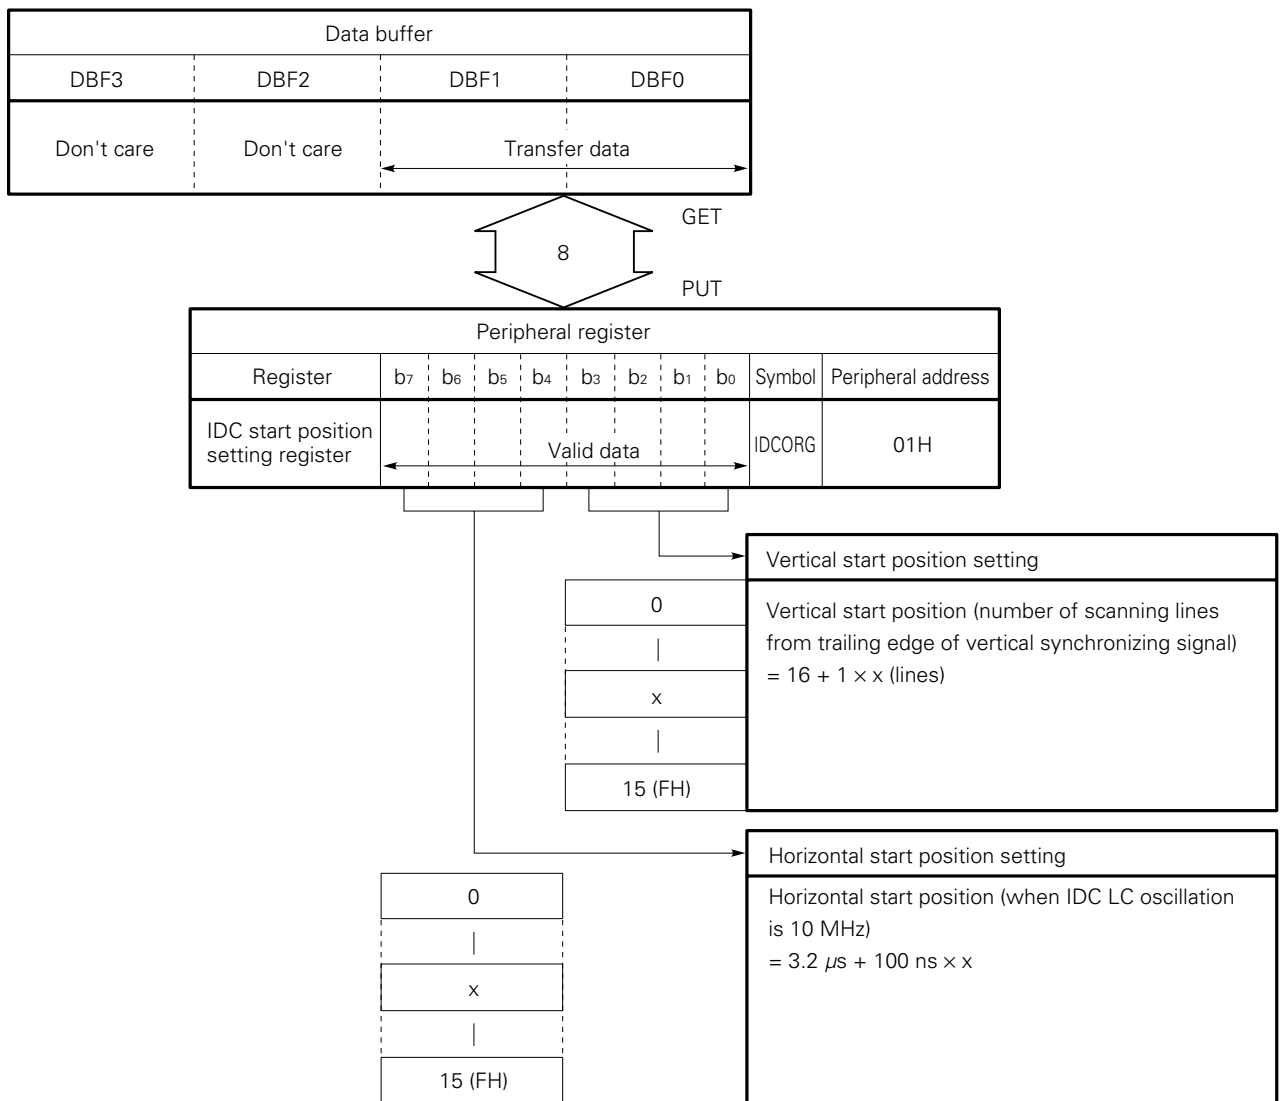 Data buffer
DBF3 DBF2 DBF1 DBF0
Don't care Don't care Transfer data
GET
8
PUT
Peripheral register
Register b7 b6 b5 b4 b3 b2 b1 b0 Symbol Peripheral address
IDC start position
setting register
Valid data
IDCORG
01H
Vertical start position setting
0
Vertical start position (number of scanning lines
from trailing edge of vertical synchronizing signal)
= 16 + 1 × x (lines)
x
15 (FH)
Horizontal start position setting
0
Horizontal start position (when IDC LC oscillation
is 10 MHz)
= 3.2 µs + 100 ns × x
x
15 (FH)